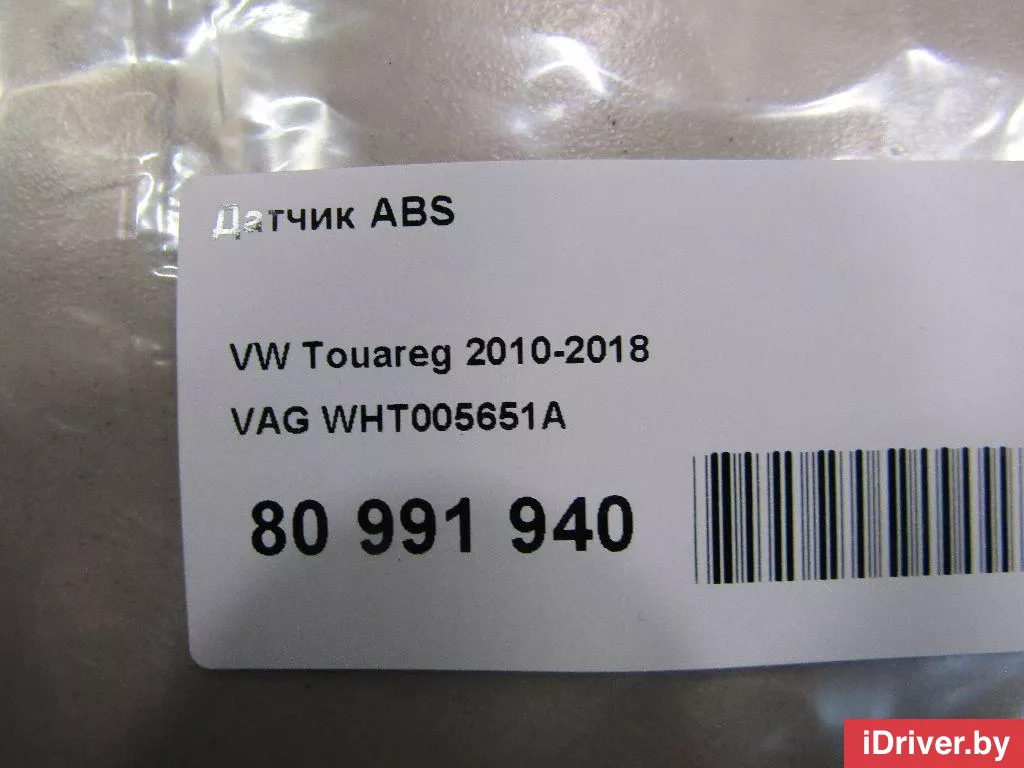 Датчик ABS
VW Touareg 2010-2018
VAG WHT005651A
80 991 940
iDriver.by